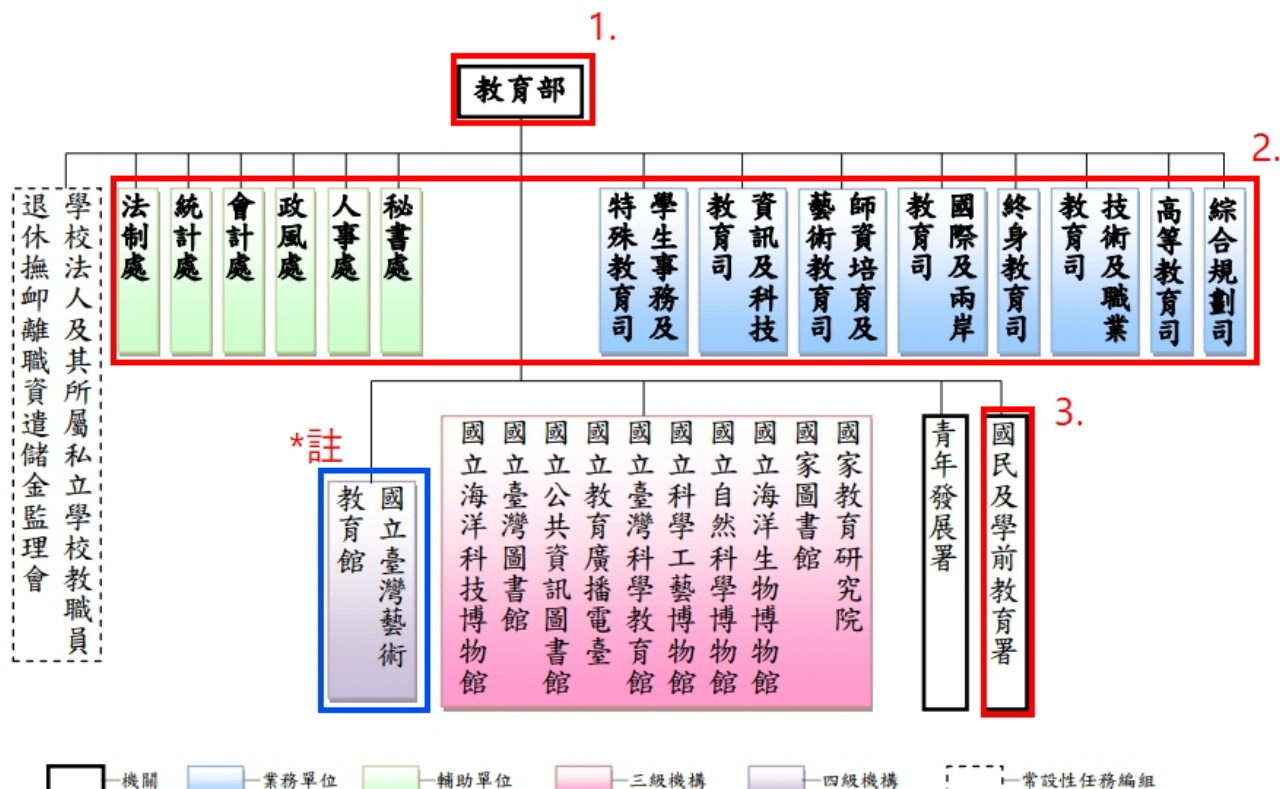 1.
教育部
2.
學校法人及其所屬私立學校教職員
退休撫卹離職資遣儲金監理會
法制處
統計處
會計處
政風處
人事處
秘書處
學生事務及
特殊教育司
資訊及科技
教育司
師資培育及
藝術教育司
國際及兩岸
教育司
終身教育司
技術及職業
教育司
高等教育司
綜合規劃司
*註
國立臺灣藝術
教育館
國立海洋科技博物館
國立臺灣圖書館
國立公共資訊圖書館
國立教育廣播電臺
國立臺灣科學教育館
國立科學工藝博物館
國立自然科學博物館
國立海洋生物博物館
國家圖書館
國家教育研究院
青年發展署
3.
國民及學前教育署
機關
業務單位
輔助單位
三級機構
四級機構
常設性任務編組